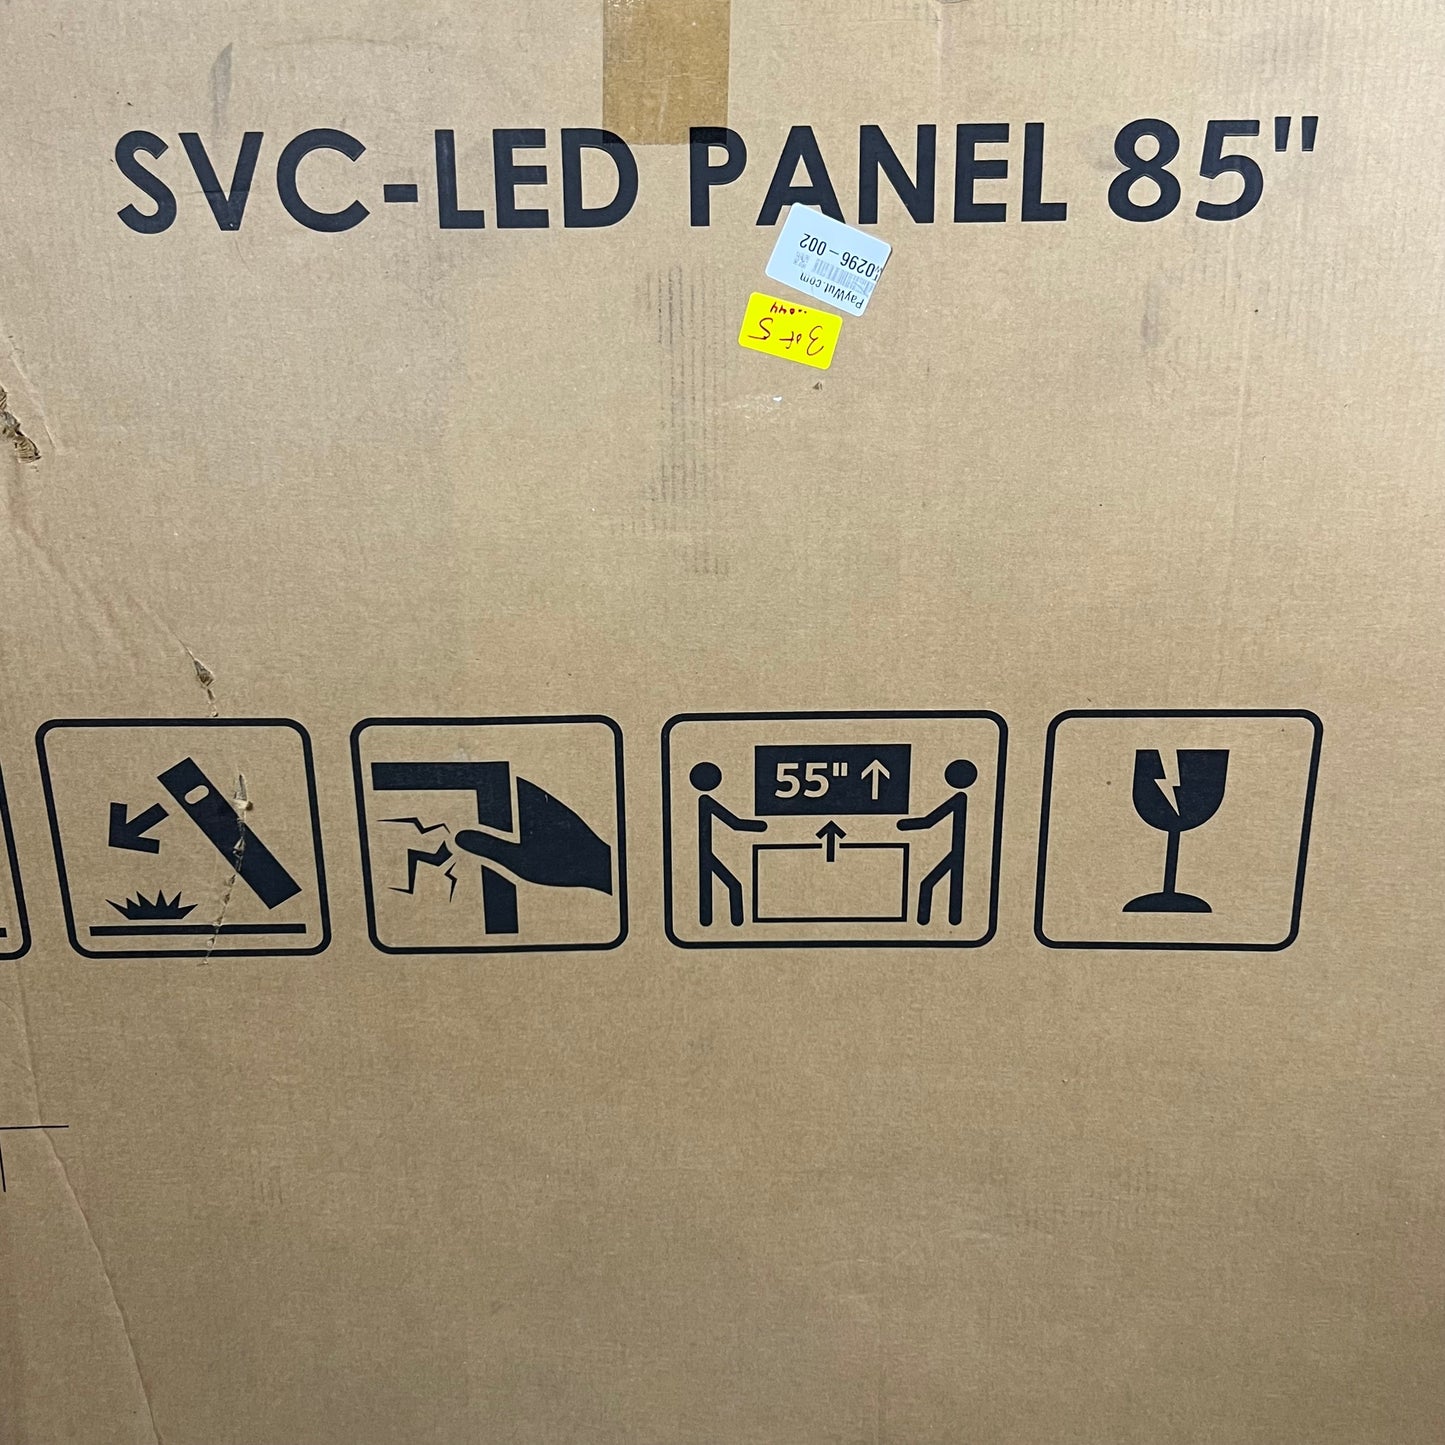 SVC-LED PANEL 85"
0296-002
PayWut.com
3 of 5
55"